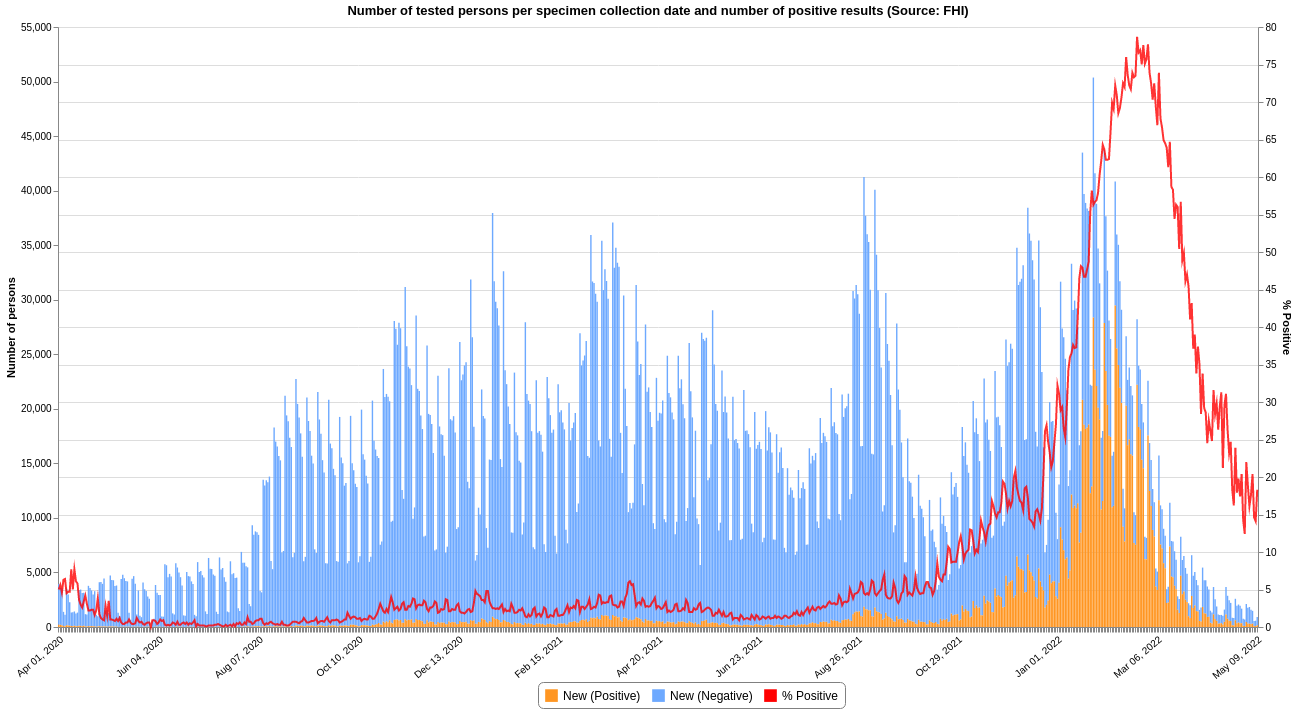 Number of tested persons per specimen collection date and number of positive results (Source: FHI)
Number of persons
55,000
50,000
45,000
40,000
35,000
30,000
25,000
20,000
15,000
10,000
5,000
0
80
75
70
65
60
55
50
45
40
35
30
25
20
15
10
5
0
% Positive
Apr 01, 2020
Jun 04, 2020
Aug 07, 2020
Oct 10, 2020
Dec 13, 2020
Feb 15, 2021
Apr 20, 2021
Jun 23, 2021
Aug 26, 2021
Oct 29, 2021
Jan 01, 2022
Mar 06, 2022
May 09, 2022
New (Positive) New (Negative) % Positive